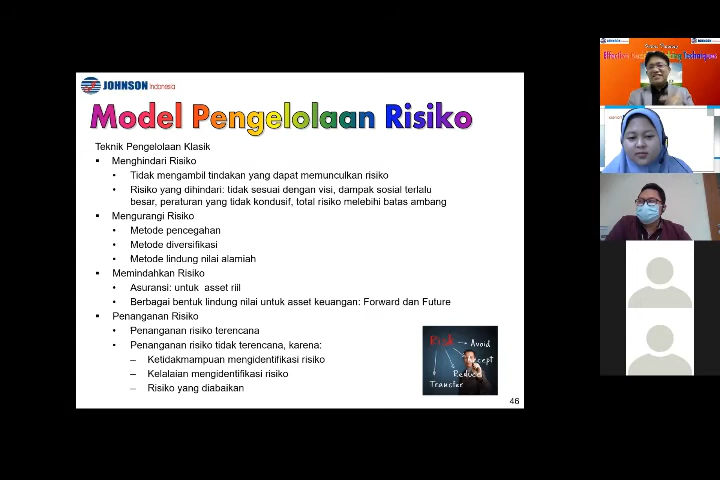 JOHNSON Indonesia
Model Pengelolaan Risiko
Teknik Pengelolaan Klasik
▪ Menghindari Risiko
• Tidak mengambil tindakan yang dapat memunculkan risiko
• Risiko yang dihindari: tidak sesuai dengan visi, dampak sosial terlalu
besar, peraturan yang tidak kondusif, total risiko melebihi batas ambang
▪ Mengurangi Risiko
• Metode pencegahan
• Metode diversifikasi
• Metode lindung nilai alamiah
▪ Memindahkan Risiko
• Asuransi: untuk asset riil
• Berbagai bentuk lindung nilai untuk asset keuangan: Forward dan Future
▪ Penanganan Risiko
• Penanganan risiko terencana
• Penanganan risiko tidak terencana, karena:
– Ketidakmampuan mengidentifikasi risiko
– Kelalaian mengidentifikasi risiko
– Risiko yang diabaikan
Risk
Avoid
Reduce
Transfer
46
JOHNSON
JOHNSON
Techniques